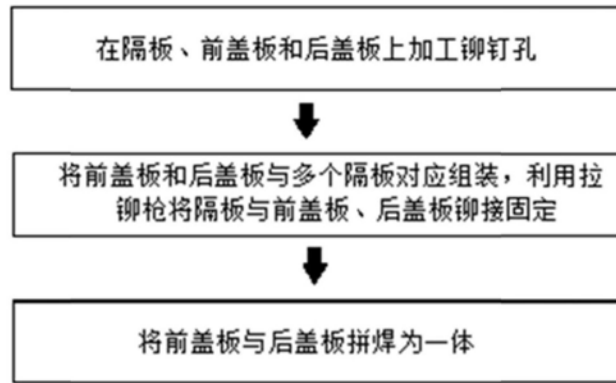 在隔板、前盖板和后盖板上加工铆钉孔
将前盖板和后盖板与多个隔板对应组装，利用拉
铆枪将隔板与前盖板、后盖板铆接固定
将前盖板与后盖板拼焊为一体